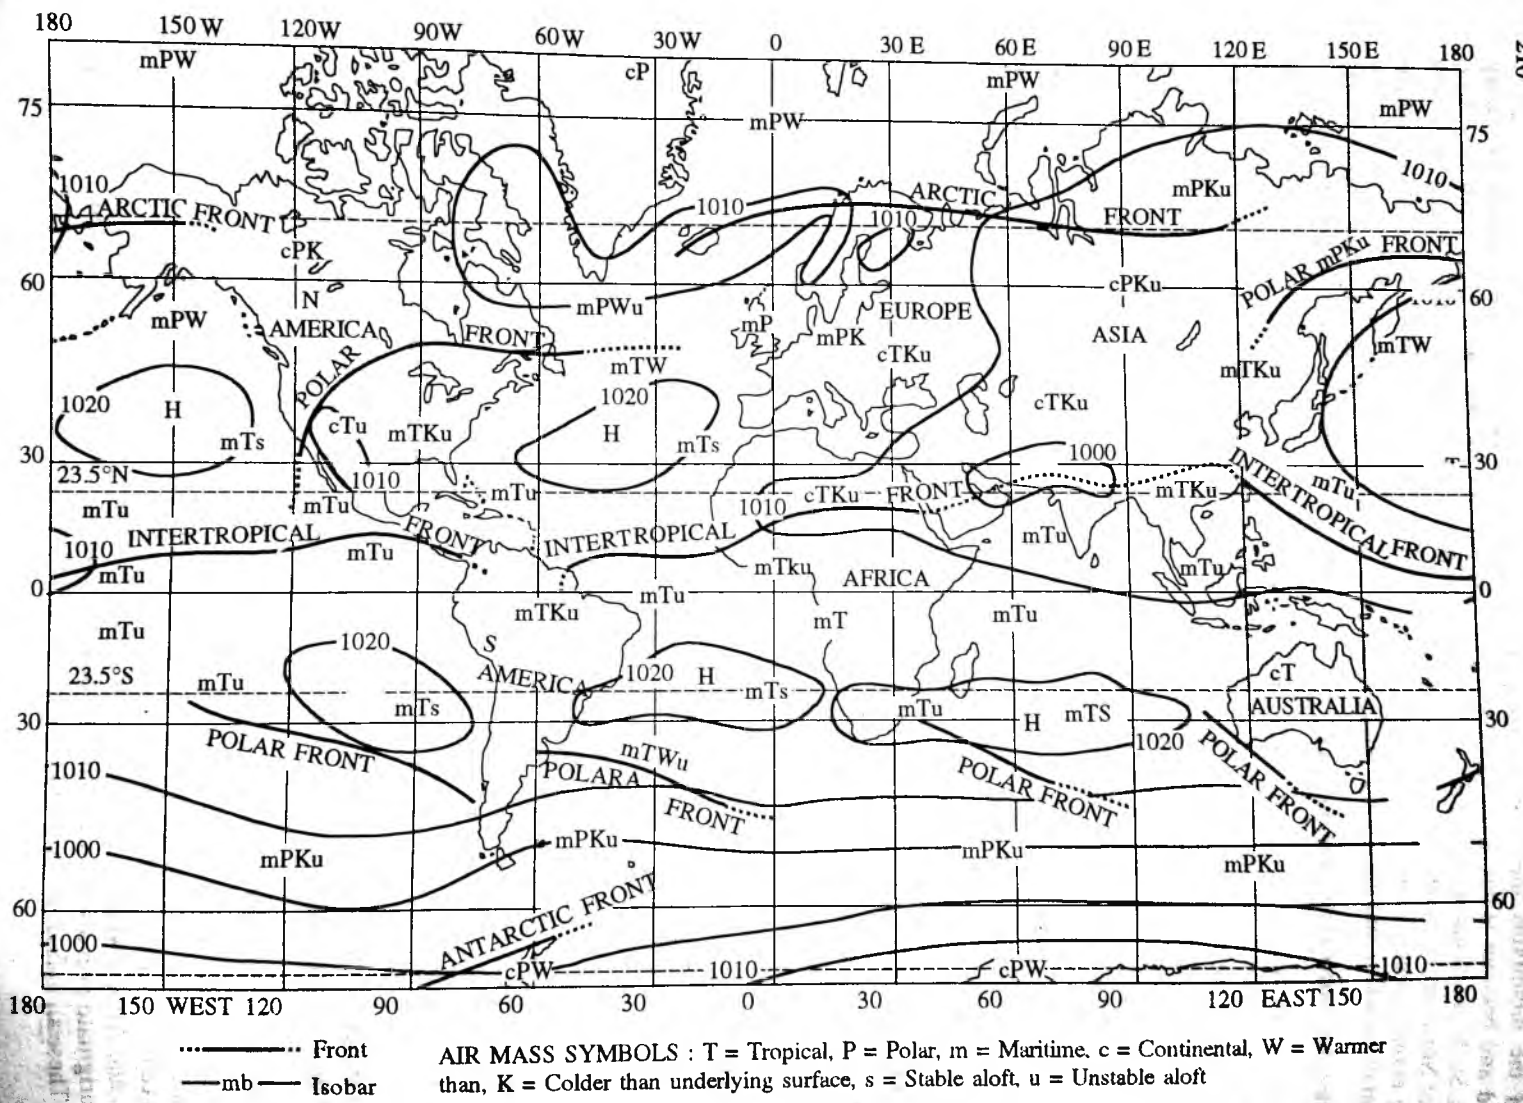 180 150 W 120W 90W 60W 30W 0 30 E 60 E 90 E 120 E 150 E 180
210
mPW cP mPW mPW
75 mPW mPW 75
1010 ARCTIC mPKu 1010
ARCTIC FRONT 1010 1010 FRONT
cPK POLAR mPKu FRONT
60 N mPWu EUROPE cPKu 60
mPW AMERICA FRONT mP mPK ASIA mTW
POLAR mTW cTKu mTKu
1020 H 1020 cTKu
mTs cTu mTKu H mTs 1000
30 30
23.5°N 1010 mTu cTKu FRONT mTKu INTERTROPICAL FRONT mTu
mTu mTu 1010
INTERTROPICAL FRONT INTERTROPICAL mTu
1010 mTu mTku AFRICA mTu
0 mTu mTu 0
mTKu mT mTu
mTu S
1020 AMERICA 1020 H cT
23.5°S mTu mTs mTs mTu mTS AUSTRALIA
30 H 1020 30
POLAR FRONT mTWu POLAR FRONT POLAR FRONT
1010 POLARA FRONT
1000 mPKu mPKu mPKu mPKu
60 ANTARCTIC FRONT 60
1000 cPW 1010 cPW 1010
180 150 WEST 120 90 60 30 0 30 60 90 120 EAST 150 180
Front
mb Isobar
AIR MASS SYMBOLS : T = Tropical, P = Polar, m = Maritime, c = Continental, W = Warmer
than, K = Colder than underlying surface, s = Stable aloft, u = Unstable aloft